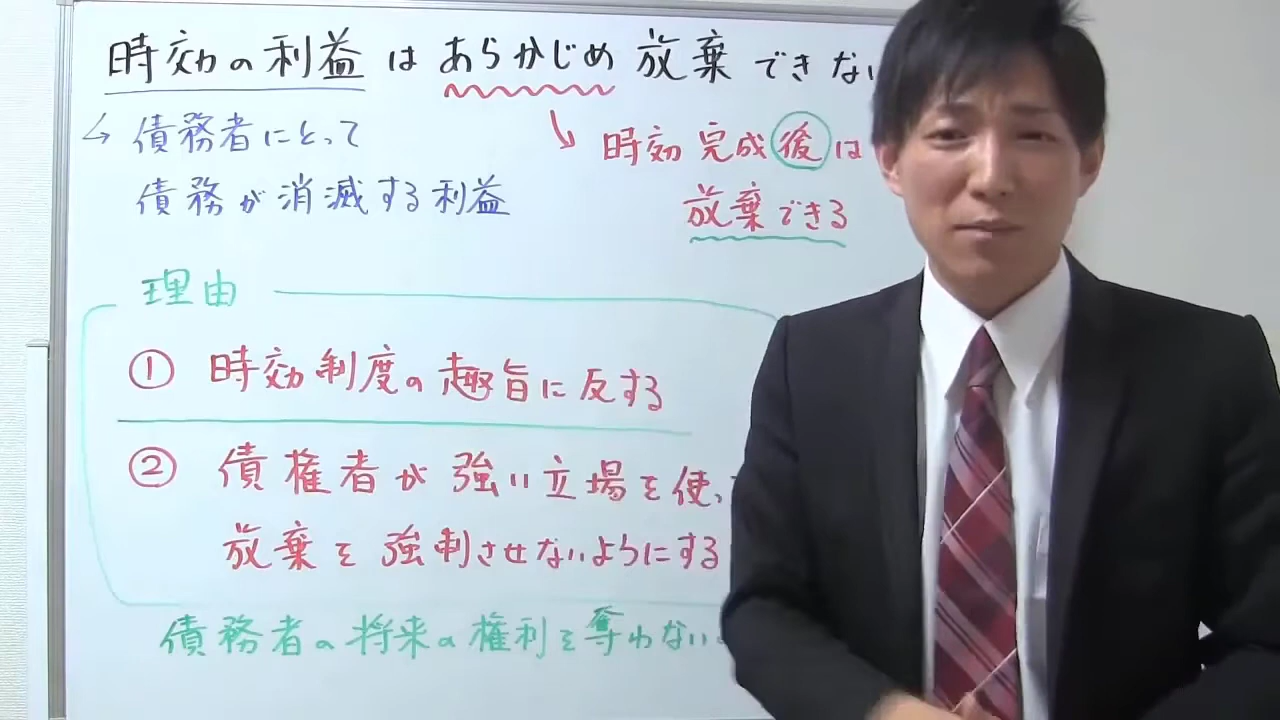 時効の利益はあらかじめ放棄できない
↳ 債務者にとって
債務が消滅する利益
↘ 時効完成後は
放棄できる
理由
① 時効制度の趣旨に反する
② 債権者が強い立場を使っ
放棄を強制させないようにする
債務者の将来の権利を奪わない